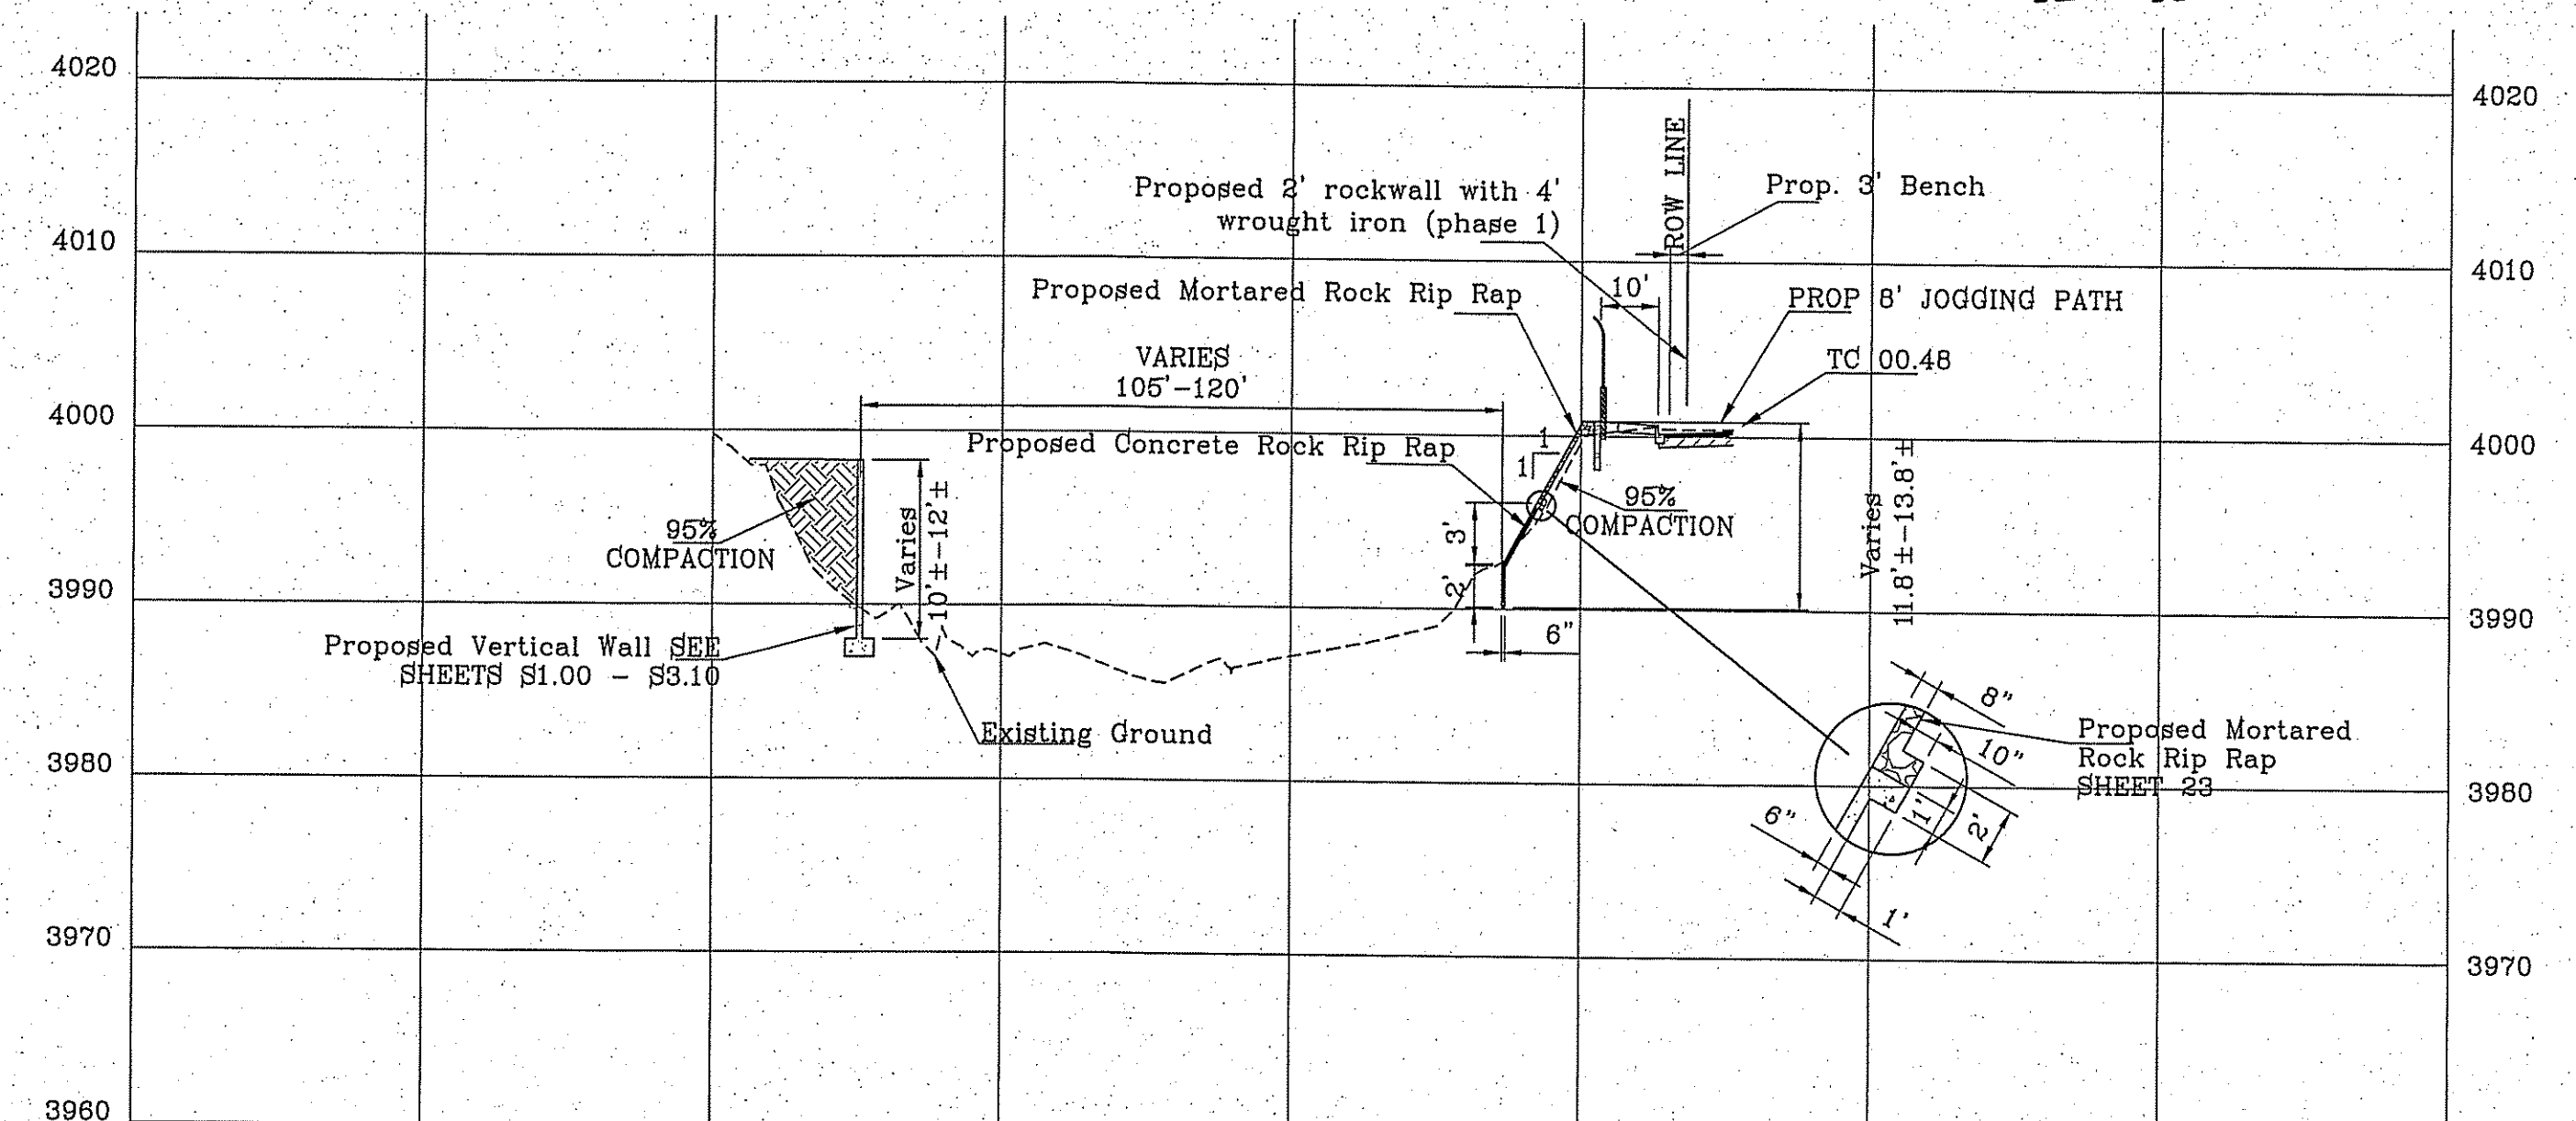 4020
4020
ROW LINE
Proposed 2' rockwall with 4'
wrought iron (phase 1)
Prop. 3' Bench
4010
4010
Proposed Mortared Rock Rip Rap
10'
PROP 8' JOGGING PATH
VARIES
105'-120'
TC 00.48
4000
4000
Proposed Concrete Rock Rip Rap
1
1
95%
COMPACTION
Varies
10'±-12'±
95%
COMPACTION
3'
2'
Varies
11.8'±-13.8'±
3990
3990
6"
Proposed Vertical Wall SEE
SHEETS S1.00 - S3.10
Existing Ground
8"
10"
Proposed Mortared
Rock Rip Rap
SHEET 23
3980
3980
6"
1'
2'
1'
3970
3970
3960